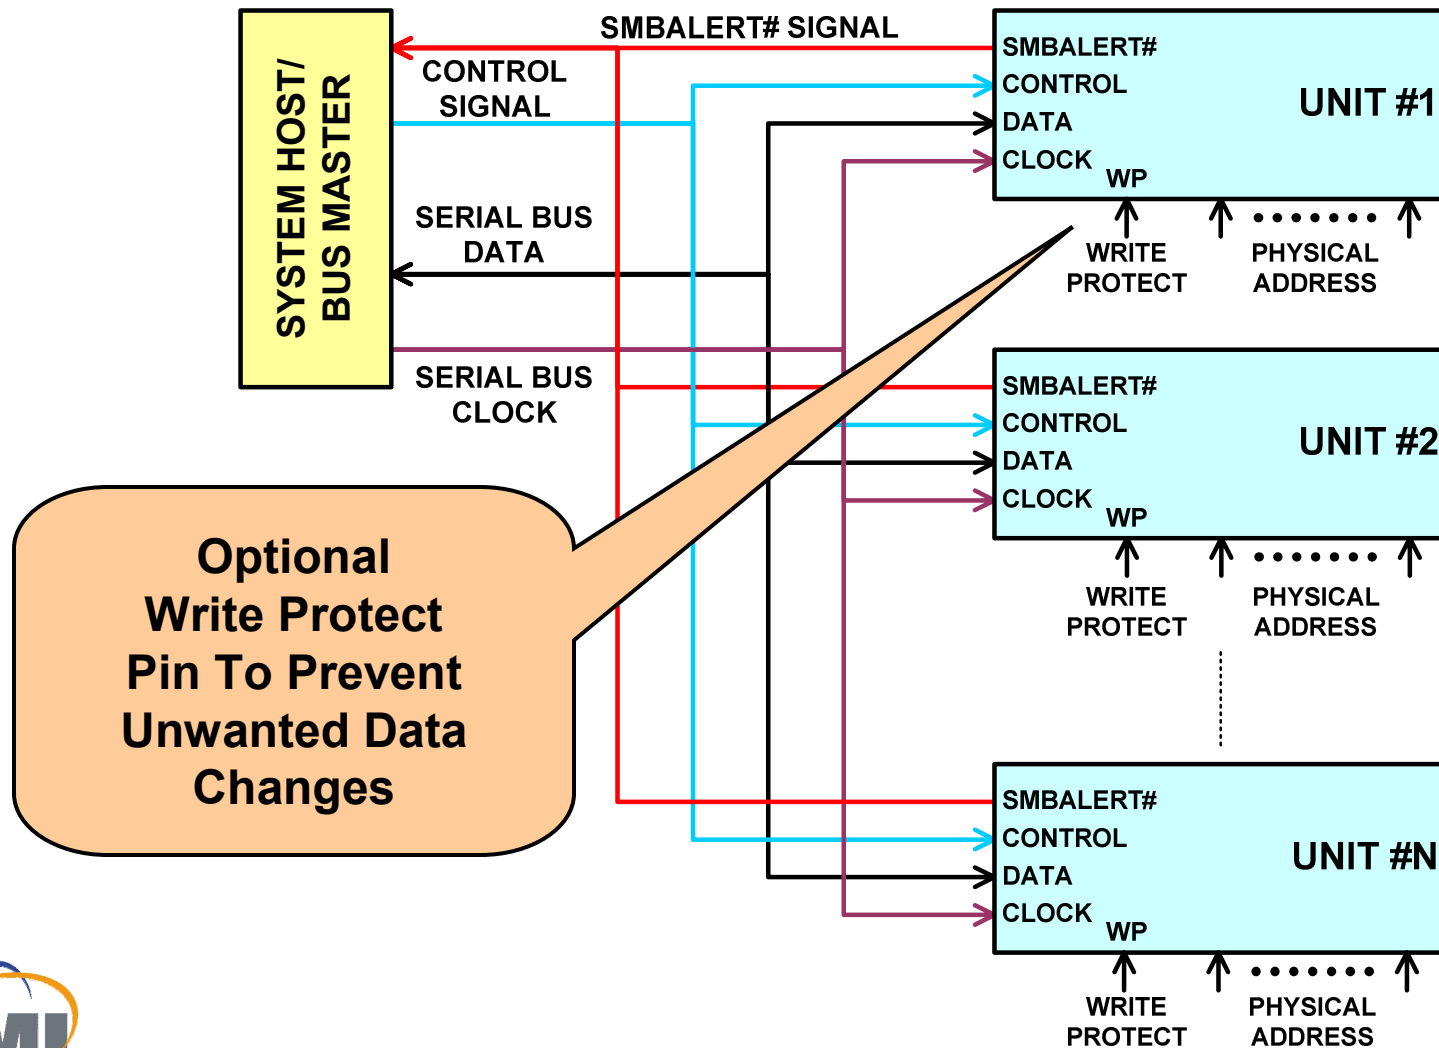 SMBALERT# SIGNAL
CONTROL
SIGNAL
SERIAL BUS
DATA
SERIAL BUS
CLOCK
SYSTEM HOST/
BUS MASTER
SMBALERT#
CONTROL
DATA
CLOCK
WP
UNIT #1
WRITE
PROTECT
PHYSICAL
ADDRESS
SMBALERT#
CONTROL
DATA
CLOCK
WP
UNIT #2
WRITE
PROTECT
PHYSICAL
ADDRESS
Optional
Write Protect
Pin To Prevent
Unwanted Data
Changes
SMBALERT#
CONTROL
DATA
CLOCK
WP
UNIT #N
WRITE
PROTECT
PHYSICAL
ADDRESS